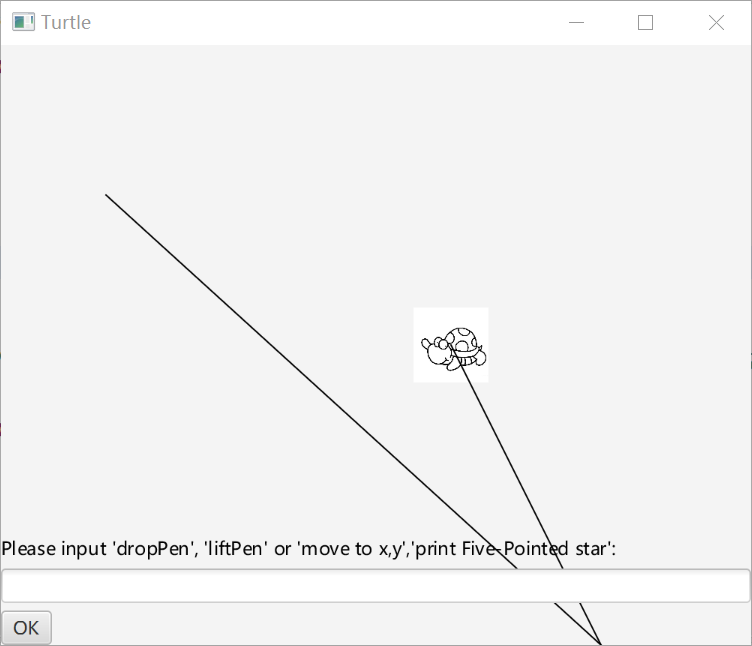 Turtle
Please input 'dropPen', 'liftPen' or 'move to x,y','print Five-Pointed star':
OK